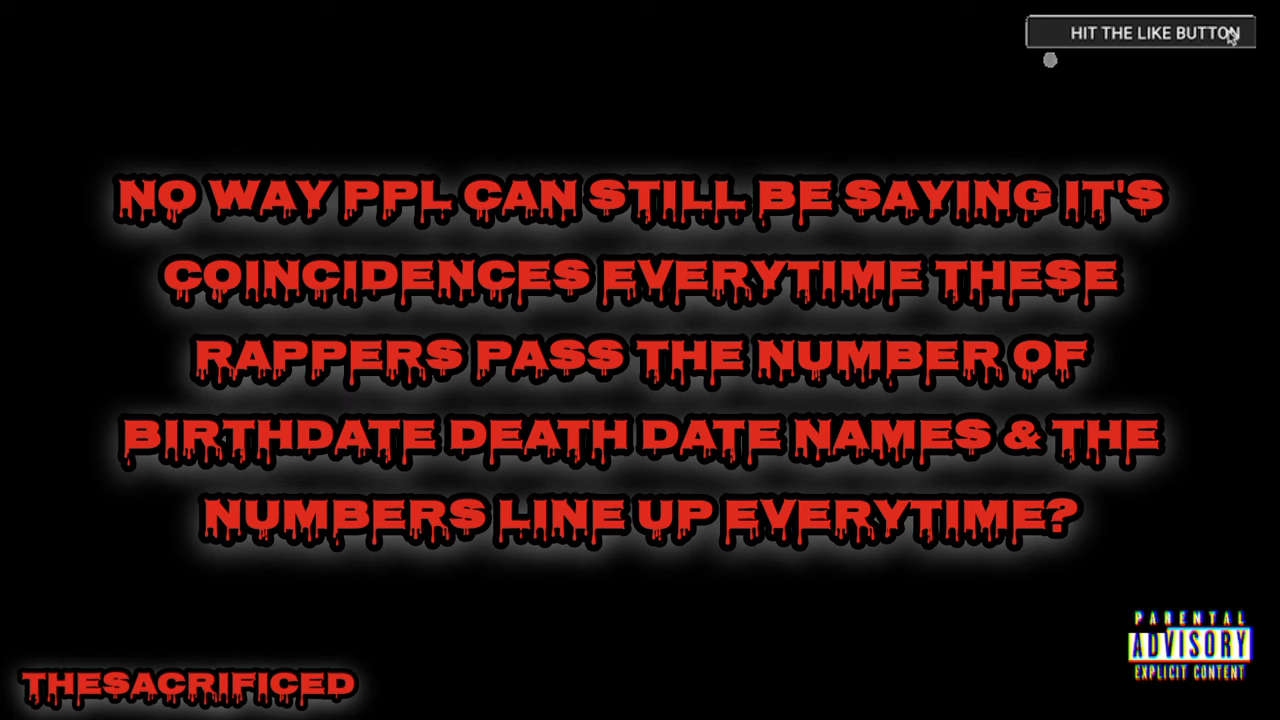 HIT THE LIKE BUTTON
NO WAY PPL CAN STILL BE SAYING IT'S
COINCIDENCES EVERYTIME THESE
RAPPERS PASS THE NUMBER OF
BIRTHDATE DEATH DATE NAMES & THE
NUMBERS LINE UP EVERYTIME?
PARENTAL
ADVISORY
EXPLICIT CONTENT
THESACRIFICED